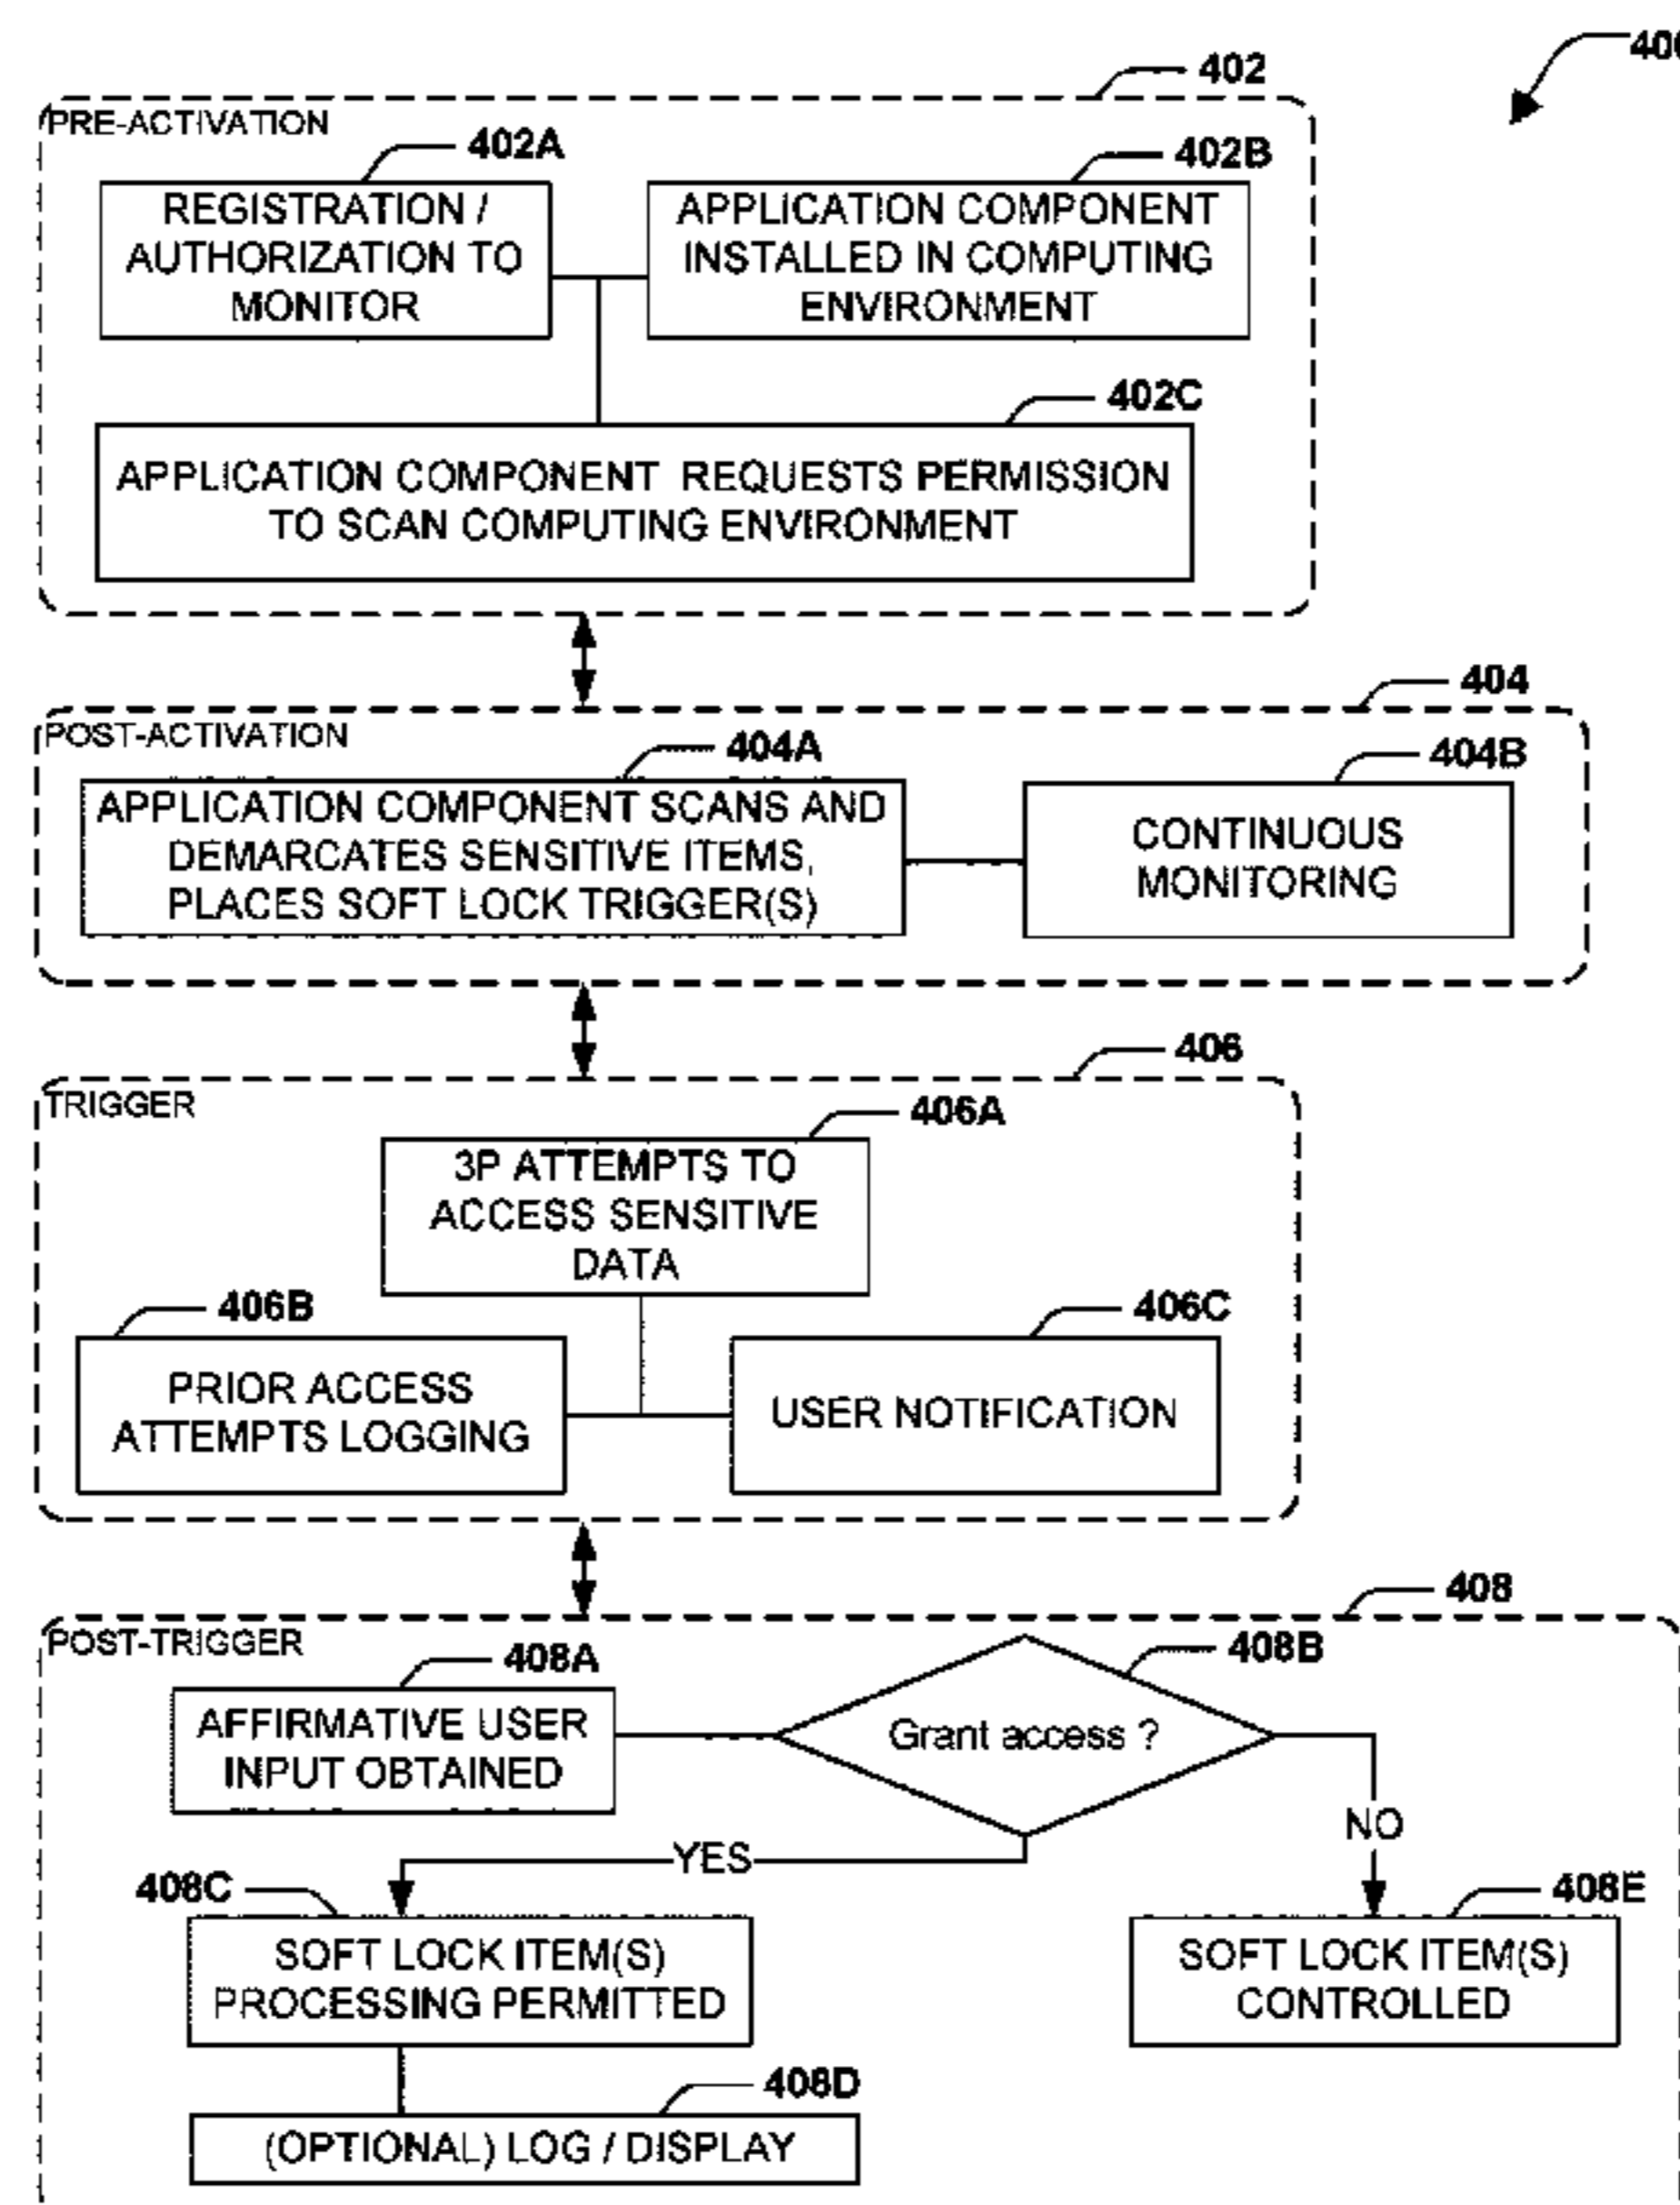 400
402
PRE-ACTIVATION
402A
402B
REGISTRATION /
AUTHORIZATION TO
MONITOR
APPLICATION COMPONENT
INSTALLED IN COMPUTING
ENVIRONMENT
402C
APPLICATION COMPONENT REQUESTS PERMISSION
TO SCAN COMPUTING ENVIRONMENT
404
POST-ACTIVATION
404A
404B
APPLICATION COMPONENT SCANS AND
DEMARCATES SENSITIVE ITEMS,
PLACES SOFT LOCK TRIGGER(S)
CONTINUOUS
MONITORING
406
TRIGGER
406A
3P ATTEMPTS TO
ACCESS SENSITIVE
DATA
406B
406C
PRIOR ACCESS
ATTEMPTS LOGGING
USER NOTIFICATION
408
POST-TRIGGER
408A
408B
AFFIRMATIVE USER
INPUT OBTAINED
Grant access ?
NO
YES
408C
408E
SOFT LOCK ITEM(S)
PROCESSING PERMITTED
SOFT LOCK ITEM(S)
CONTROLLED
408D
(OPTIONAL) LOG / DISPLAY